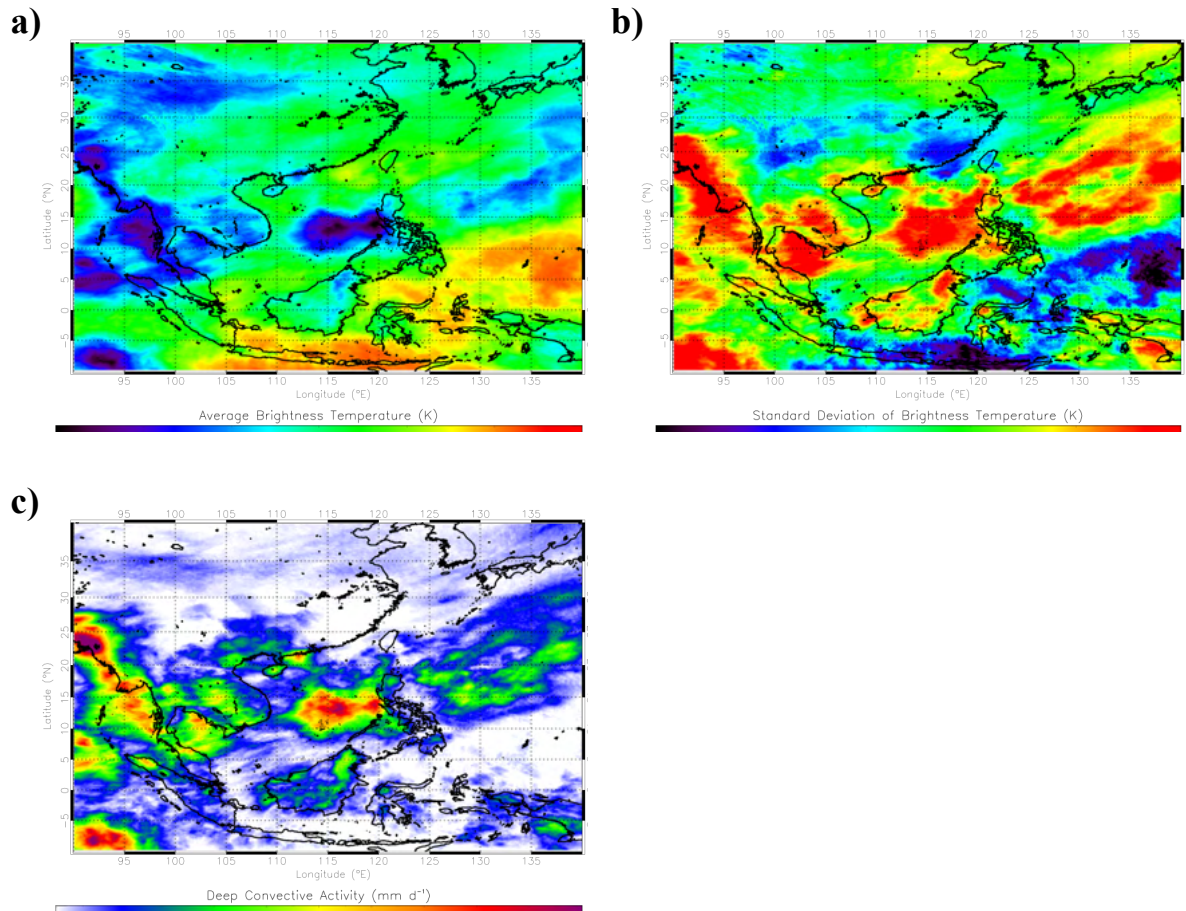 a)
95 100 105 110 115 120 125 130 135
35
30
25
20
15
10
5
0
−5
Latitude (°N)
95 100 105 110 115 120 125 130 135
Longitude (°E)
Average Brightness Temperature (K)
b)
95 100 105 110 115 120 125 130 135
35
30
25
20
15
10
5
0
−5
Latitude (°N)
95 100 105 110 115 120 125 130 135
Longitude (°E)
Standard Deviation of Brightness Temperature (K)
c)
95 100 105 110 115 120 125 130 135
35
30
25
20
15
10
5
0
−5
Latitude (°N)
95 100 105 110 115 120 125 130 135
Longitude (°E)
Deep Convective Activity (mm d⁻¹)